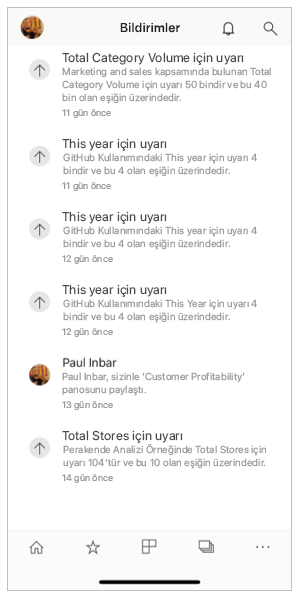 Bildirimler
Total Category Volume için uyarı
Marketing and sales kapsamında bulunan Total
Category Volume için uyarı 50 bindir ve bu 40
bin olan eşiğin üzerindedir.
11 gün önce
This year için uyarı
GitHub Kullanımındaki This year için uyarı 4
bindir ve bu 4 olan eşiğin üzerindedir.
11 gün önce
This year için uyarı
GitHub Kullanımındaki This year için uyarı 4
bindir ve bu 4 olan eşiğin üzerindedir.
12 gün önce
This year için uyarı
GitHub Kullanımındaki This Year için uyarı 4
bindir ve bu 4 olan eşiğin üzerindedir.
12 gün önce
Paul Inbar
Paul Inbar, sizinle 'Customer Profitability'
panosunu paylaştı.
13 gün önce
Total Stores için uyarı
Perakende Analizi Örneğinde Total Stores için
uyarı 104'tür ve bu 10 olan eşiğin üzerindedir.
14 gün önce